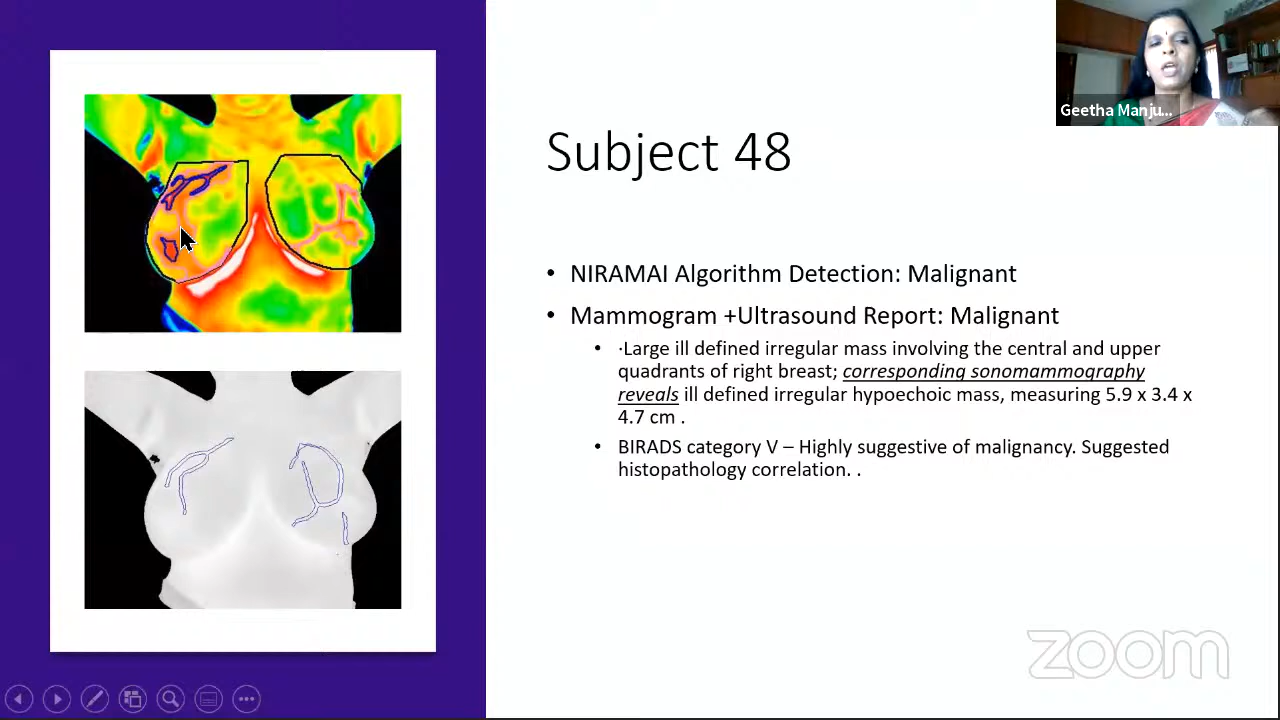 Geetha Manju...
Subject 48
• NIRAMAI Algorithm Detection: Malignant
• Mammogram +Ultrasound Report: Malignant
• ·Large ill defined irregular mass involving the central and upper
quadrants of right breast; corresponding sonomammography
reveals ill defined irregular hypoechoic mass, measuring 5.9 x 3.4 x
4.7 cm .
• BIRADS category V – Highly suggestive of malignancy. Suggested
histopathology correlation. .
zoom